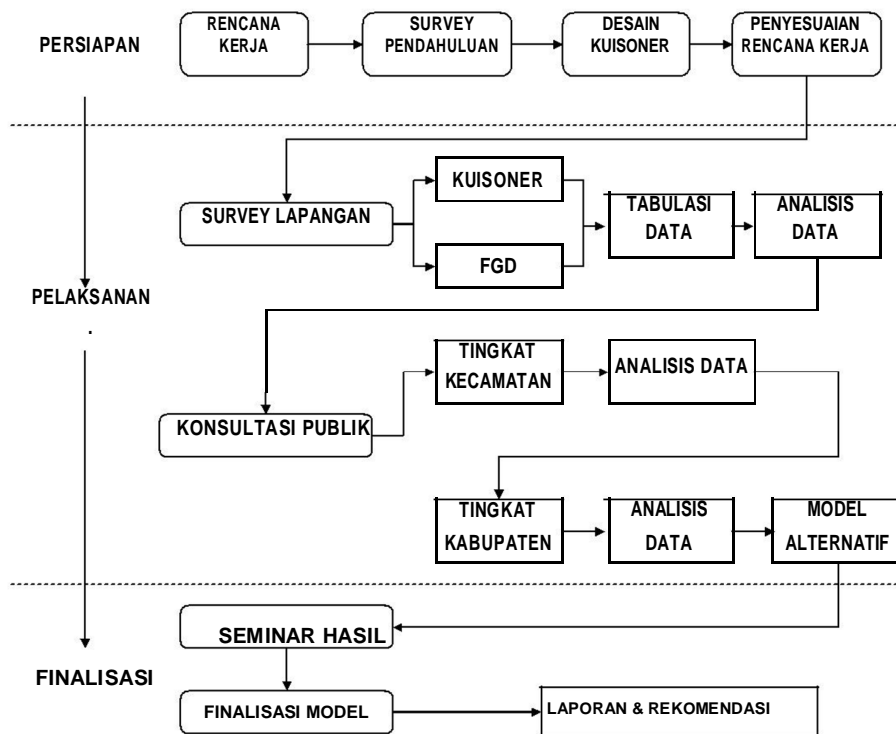 PERSIAPAN
RENCANA
KERJA
SURVEY
PENDAHULUAN
DESAIN
KUISONER
PENYESUAIAN
RENCANA KERJA
SURVEY LAPANGAN
KUISONER
FGD
TABULASI
DATA
ANALISIS
DATA
PELAKSANAN
.
KONSULTASI PUBLIK
TINGKAT
KECAMATAN
ANALISIS DATA
TINGKAT
KABUPATEN
ANALISIS
DATA
MODEL
ALTERNATIF
FINALISASI
SEMINAR HASIL
FINALISASI MODEL
LAPORAN & REKOMENDASI